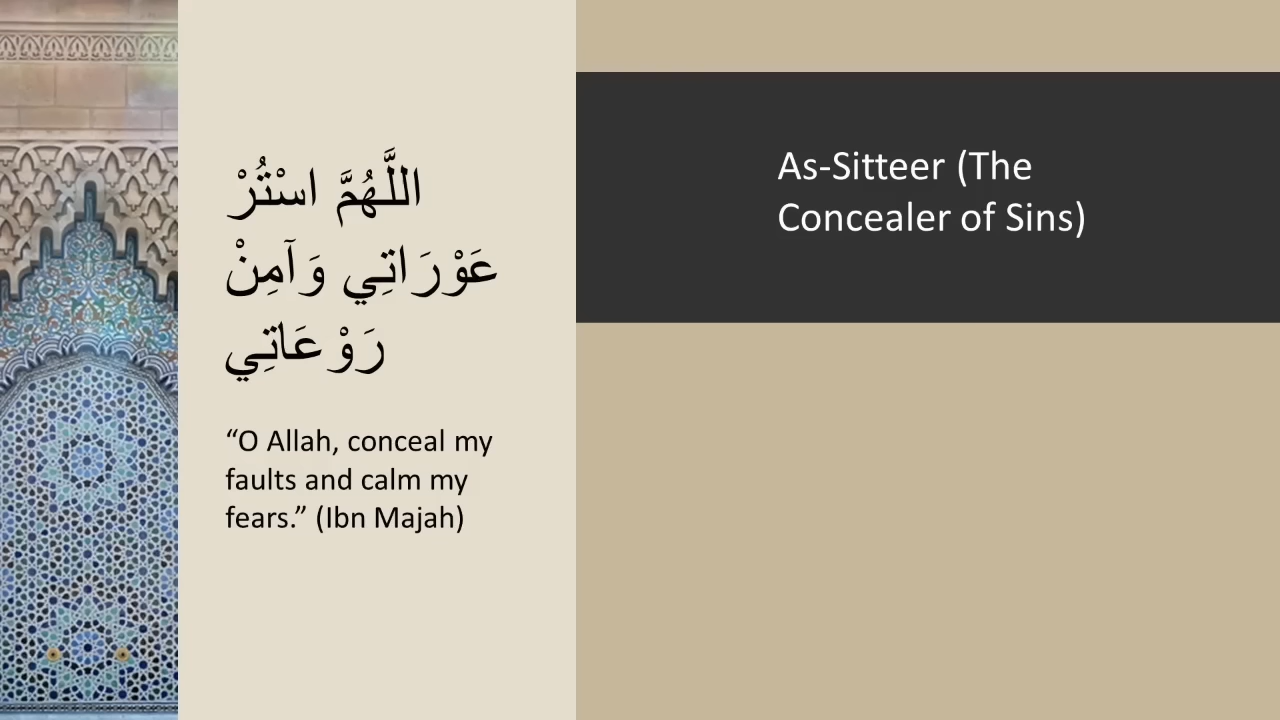 اللَّهُمَّ اسْتُرْ
عَوْرَاتِي وَآمِنْ
رَوْعَاتِي
“O Allah, conceal my
faults and calm my
fears.” (Ibn Majah)
As-Sitteer (The
Concealer of Sins)